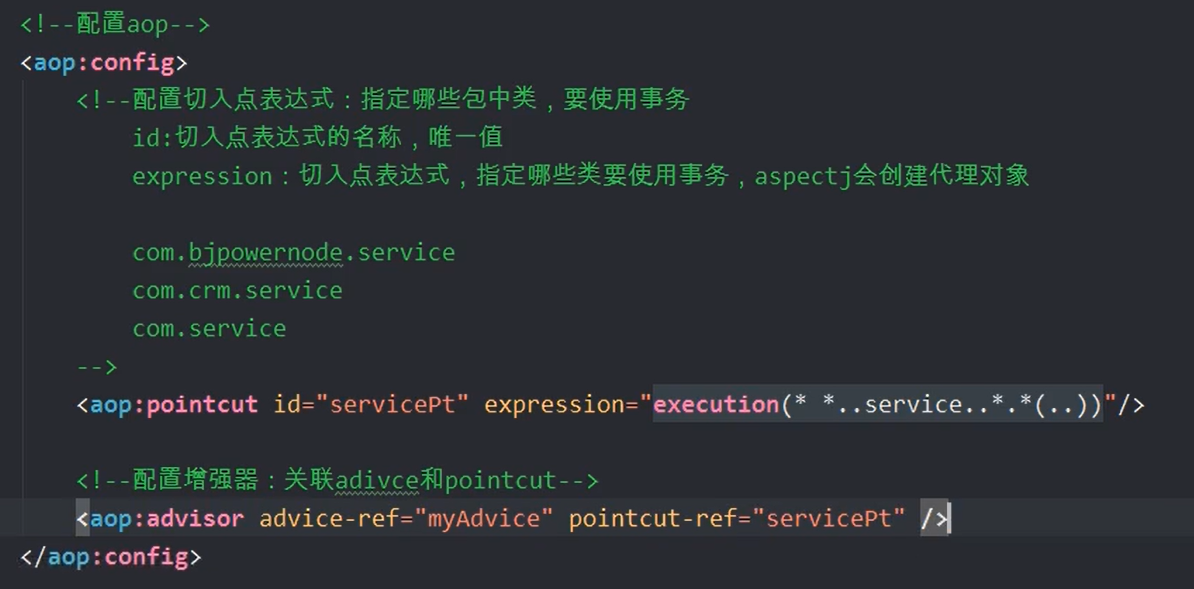 <!--配置aop-->
<aop:config>
<!--配置切入点表达式：指定哪些包中类，要使用事务
id:切入点表达式的名称，唯一值
expression：切入点表达式，指定哪些类要使用事务，aspectj会创建代理对象
com.bjpowernode.service
com.crm.service
com.service
-->
<aop:pointcut id="servicePt" expression="execution(* *..service..*.*(..))"/>
<!--配置增强器：关联adivce和pointcut-->
<aop:advisor advice-ref="myAdvice" pointcut-ref="servicePt" />
</aop:config>